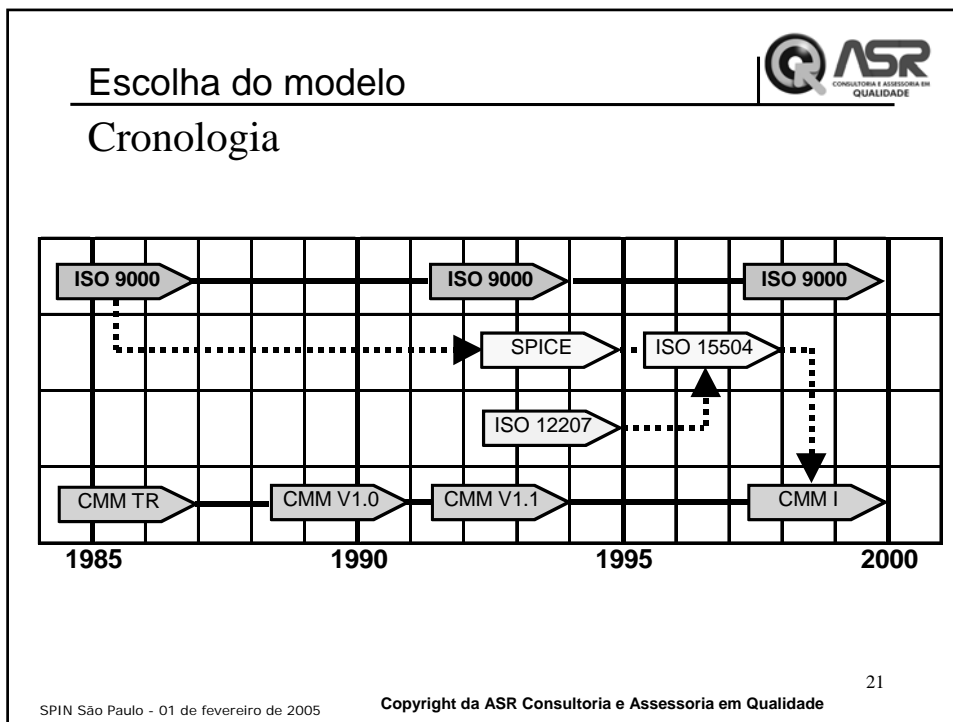 Escolha do modelo
ASR
CONSULTORIA E ASSESSORIA EM
QUALIDADE
Cronologia
ISO 9000
ISO 9000
ISO 9000
SPICE
ISO 15504
ISO 12207
CMM TR
CMM V1.0
CMM V1.1
CMM I
1985
1990
1995
2000
21
SPIN São Paulo - 01 de fevereiro de 2005
Copyright da ASR Consultoria e Assessoria em Qualidade